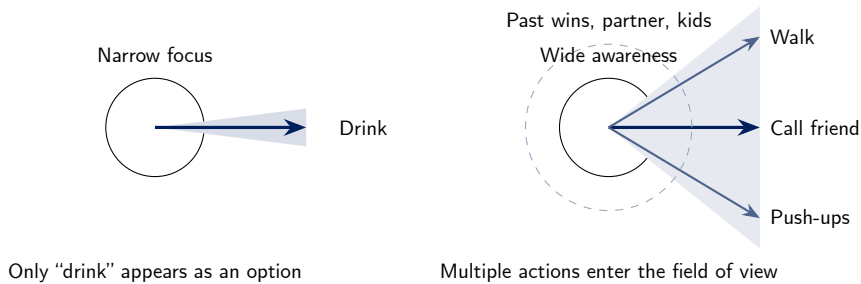 Narrow focus
Drink
Only “drink” appears as an option
Past wins, partner, kids
Wide awareness
Walk
Call friend
Push-ups
Multiple actions enter the field of view